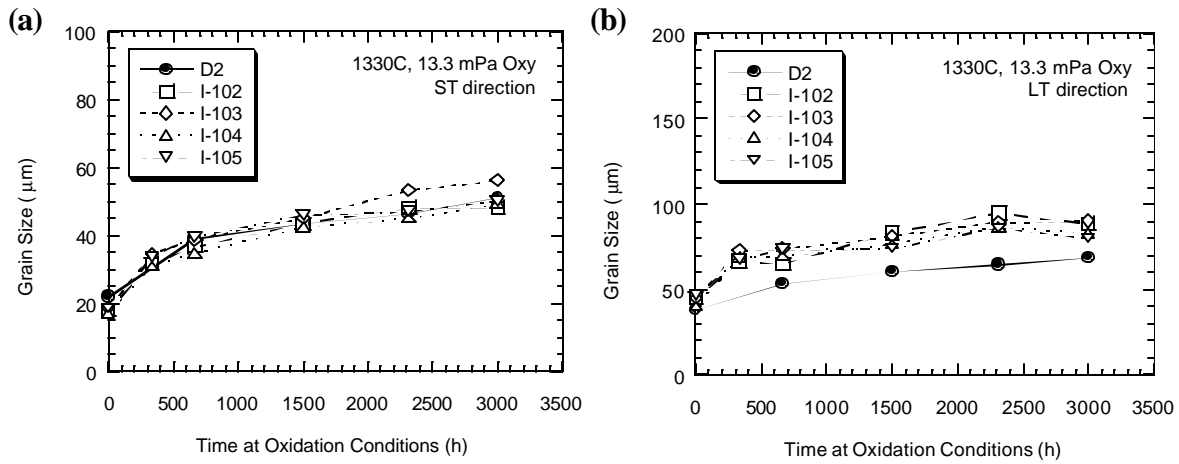 (a)
100
80
60
40
20
0
Grain Size (μm)
D2
I-102
I-103
I-104
I-105
1330C, 13.3 mPa Oxy
ST direction
0 500 1000 1500 2000 2500 3000 3500
Time at Oxidation Conditions (h)
(b)
200
150
100
50
0
Grain Size (μm)
D2
I-102
I-103
I-104
I-105
1330C, 13.3 mPa Oxy
LT direction
0 500 1000 1500 2000 2500 3000 3500
Time at Oxidation Conditions (h)